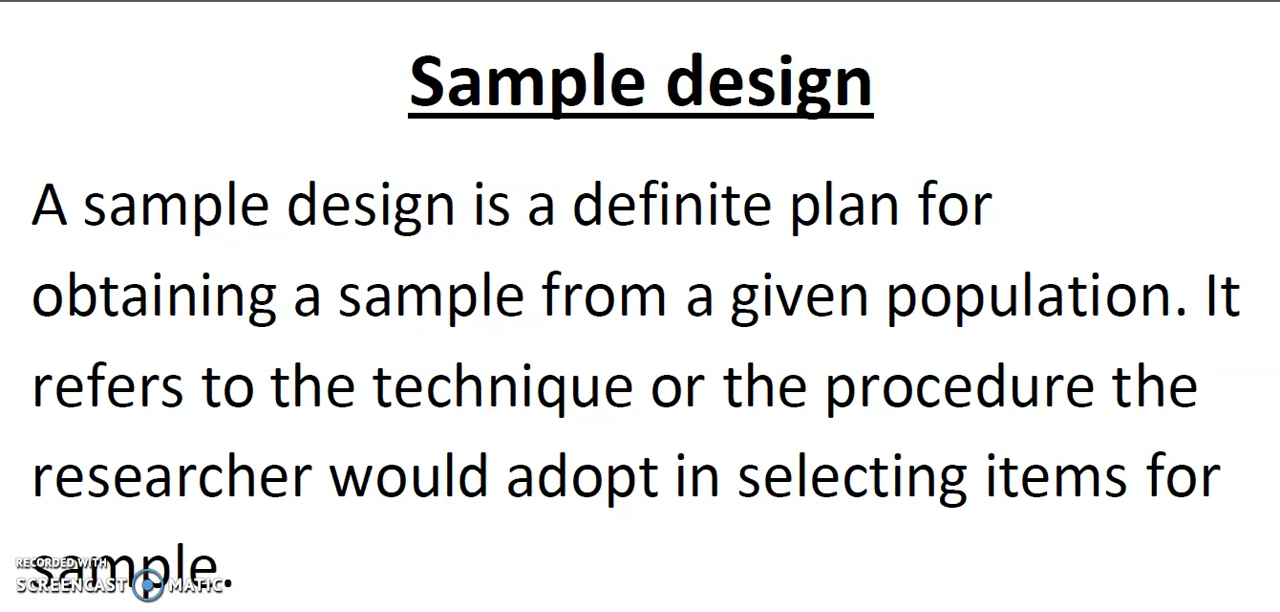 Sample design
A sample design is a definite plan for
obtaining a sample from a given population. It
refers to the technique or the procedure the
researcher would adopt in selecting items for
sample.
RECORDED WITH
SCREENCAST MATIC